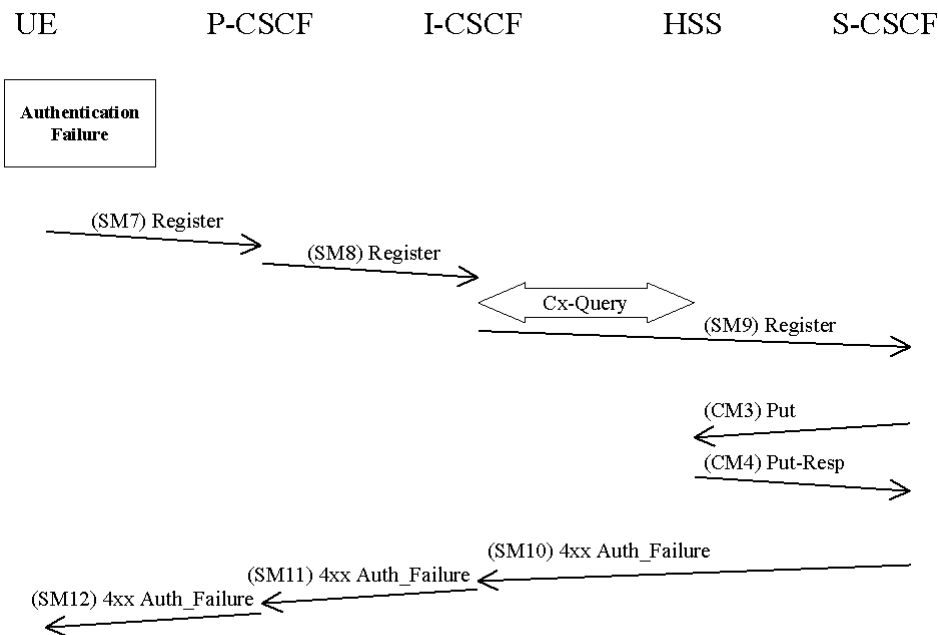 UE P-CSCF I-CSCF HSS S-CSCF
Authentication
Failure
(SM7) Register
(SM8) Register
Cx-Query
(SM9) Register
(CM3) Put
(CM4) Put-Resp
(SM10) 4xx Auth_Failure
(SM11) 4xx Auth_Failure
(SM12) 4xx Auth_Failure